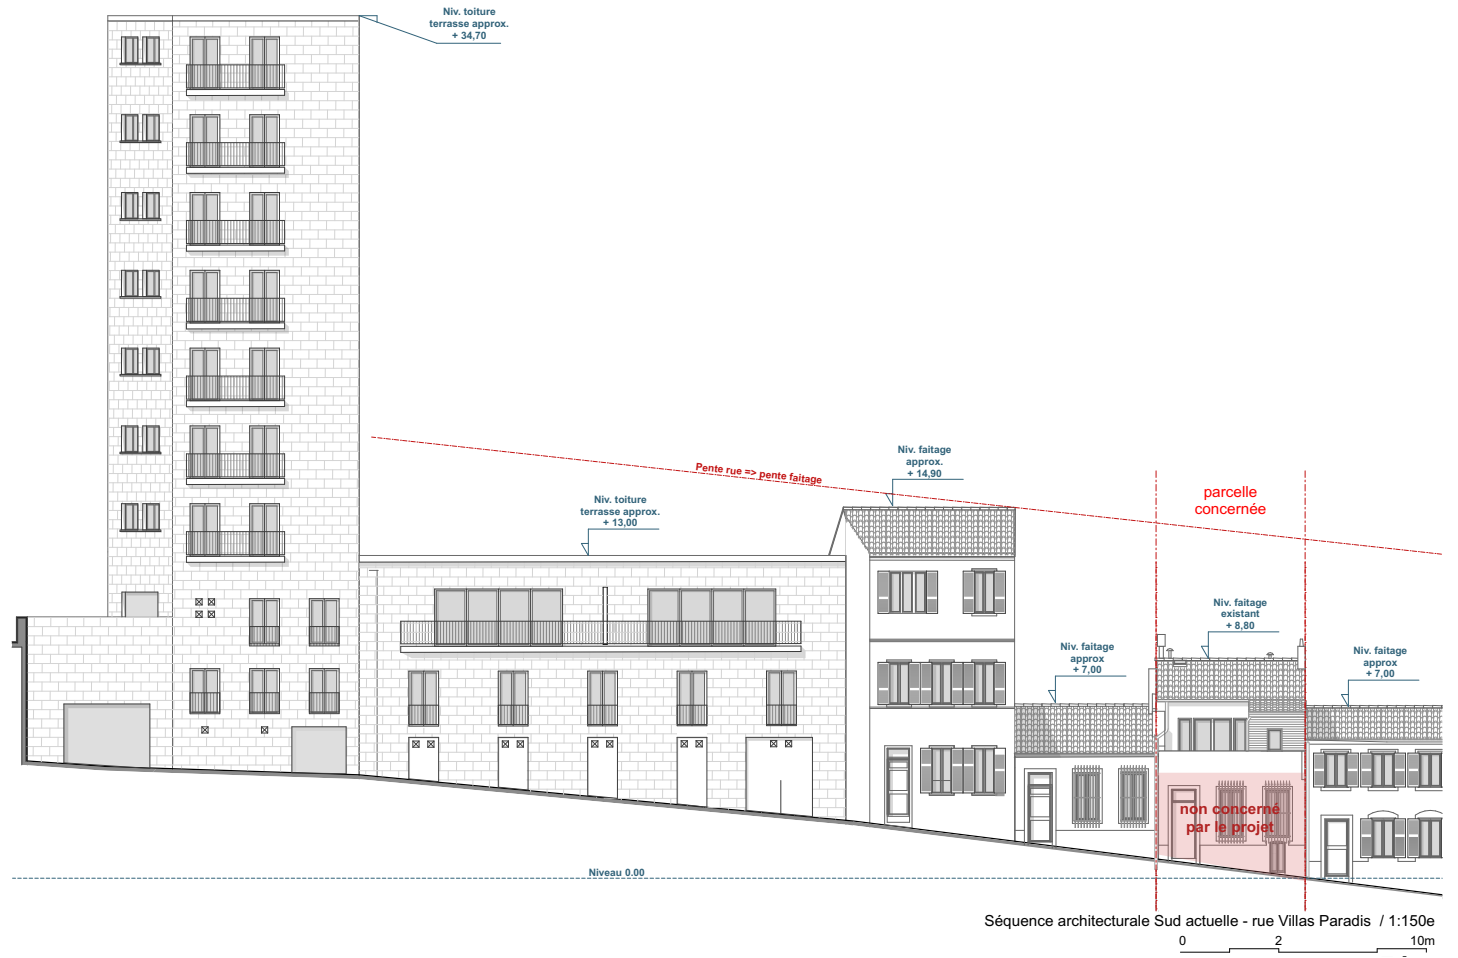 Niv. toiture
terrasse approx.
+ 34,70
Pente rue => pente faitage
Niv. faitage
approx.
+ 14,90
parcelle
concernée
Niv. toiture
terrasse approx.
+ 13,00
Niv. faitage
existant
+ 8,80
Niv. faitage
approx
+ 7,00
Niv. faitage
approx
+ 7,00
non concerné
par le projet
Niveau 0.00
Séquence architecturale Sud actuelle - rue Villas Paradis / 1:150e
0 2 10m